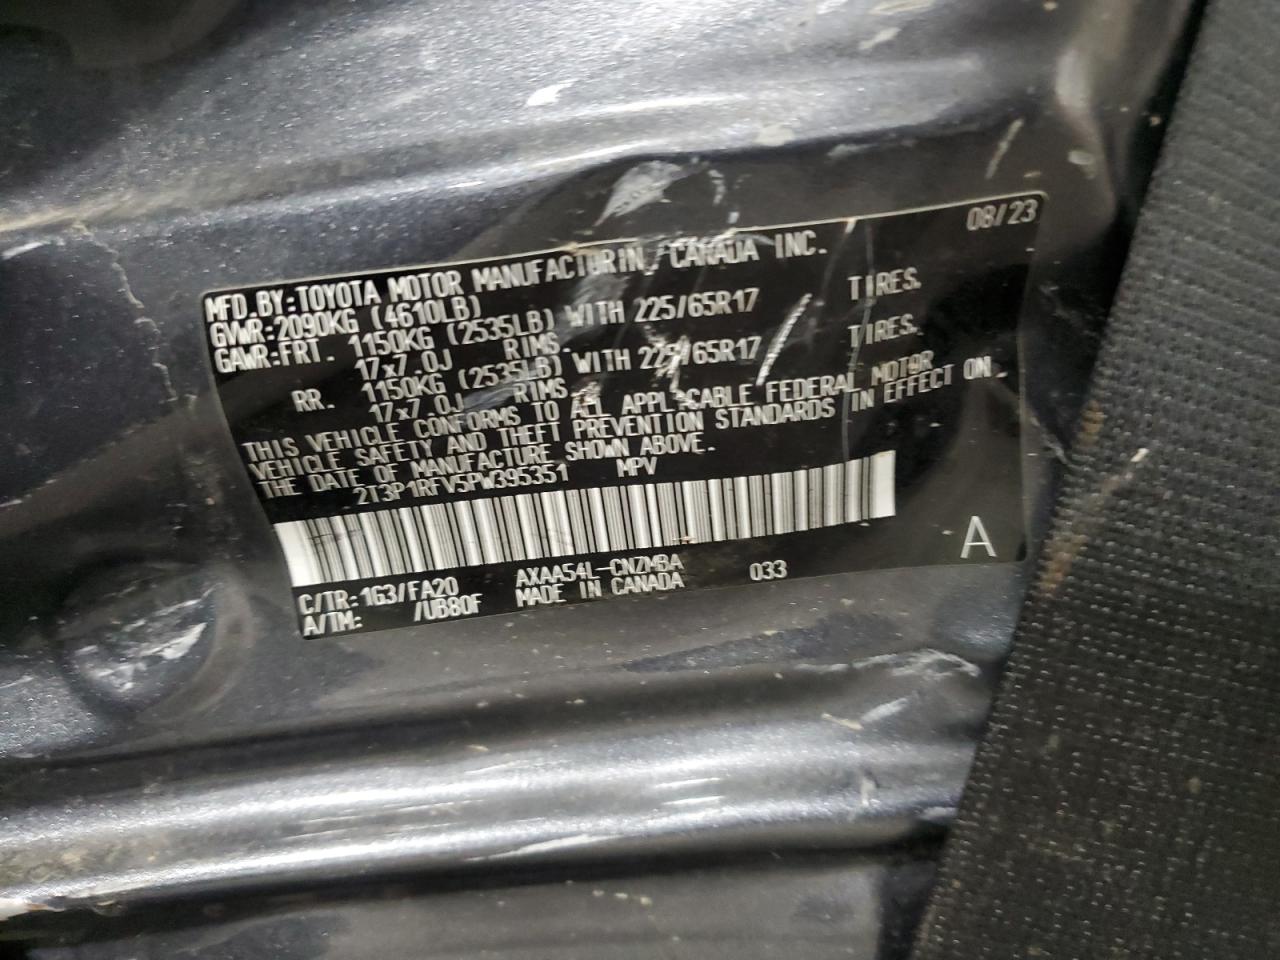 08/23
MFD.BY:TOYOTA MOTOR MANUFACTURIN CANADA INC.
GVWR:2090KG (4610LB)
GAWR:FRT. 1150KG (2535LB) WITH 225/65R17 TIRES.
17x7.0J RIMS.
RR. 1150KG (2535LB) WITH 225/65R17 TIRES.
17x7.0J RIMS.
THIS VEHICLE CONFORMS TO ALL APPLICABLE FEDERAL MOTOR
VEHICLE SAFETY AND THEFT PREVENTION STANDARDS IN EFFECT ON
THE DATE OF MANUFACTURE SHOWN ABOVE.
2T3P1RFV5PW395351 MPV
A
C/TR:1G3/FA20 AXAA54L-CNZMBA 033
A/TM: /UB80F MADE IN CANADA